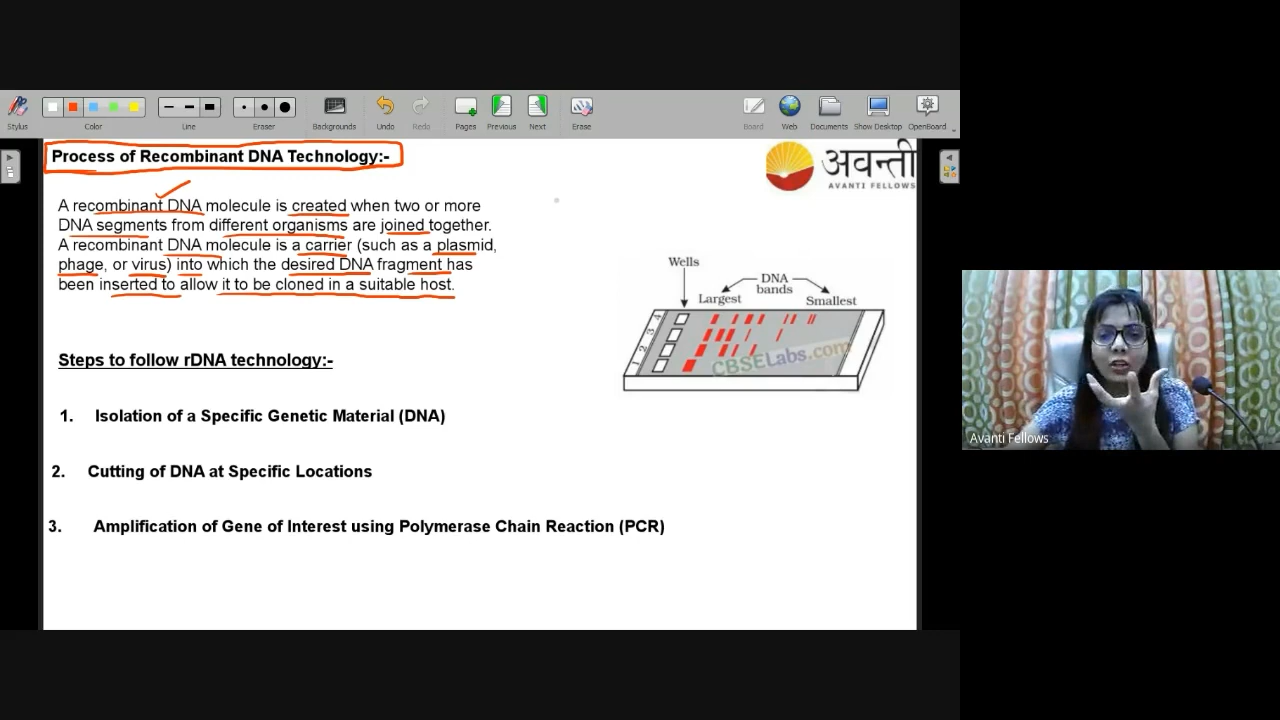 Stylus
Color
Line
Eraser
Backgrounds
Undo
Redo
Pages
Previous
Next
Erase
Board
Web
Documents
Show Desktop
OpenBoard
Process of Recombinant DNA Technology:-
अवन्ती
AVANTI FELLOWS
A recombinant DNA molecule is created when two or more
DNA segments from different organisms are joined together.
A recombinant DNA molecule is a carrier (such as a plasmid,
phage, or virus) into which the desired DNA fragment has
been inserted to allow it to be cloned in a suitable host.
Wells
DNA
bands
Largest
Smallest
4
3
2
1
CBSELabs.com
Steps to follow rDNA technology:-
1. Isolation of a Specific Genetic Material (DNA)
2. Cutting of DNA at Specific Locations
3. Amplification of Gene of Interest using Polymerase Chain Reaction (PCR)
Avanti Fellows